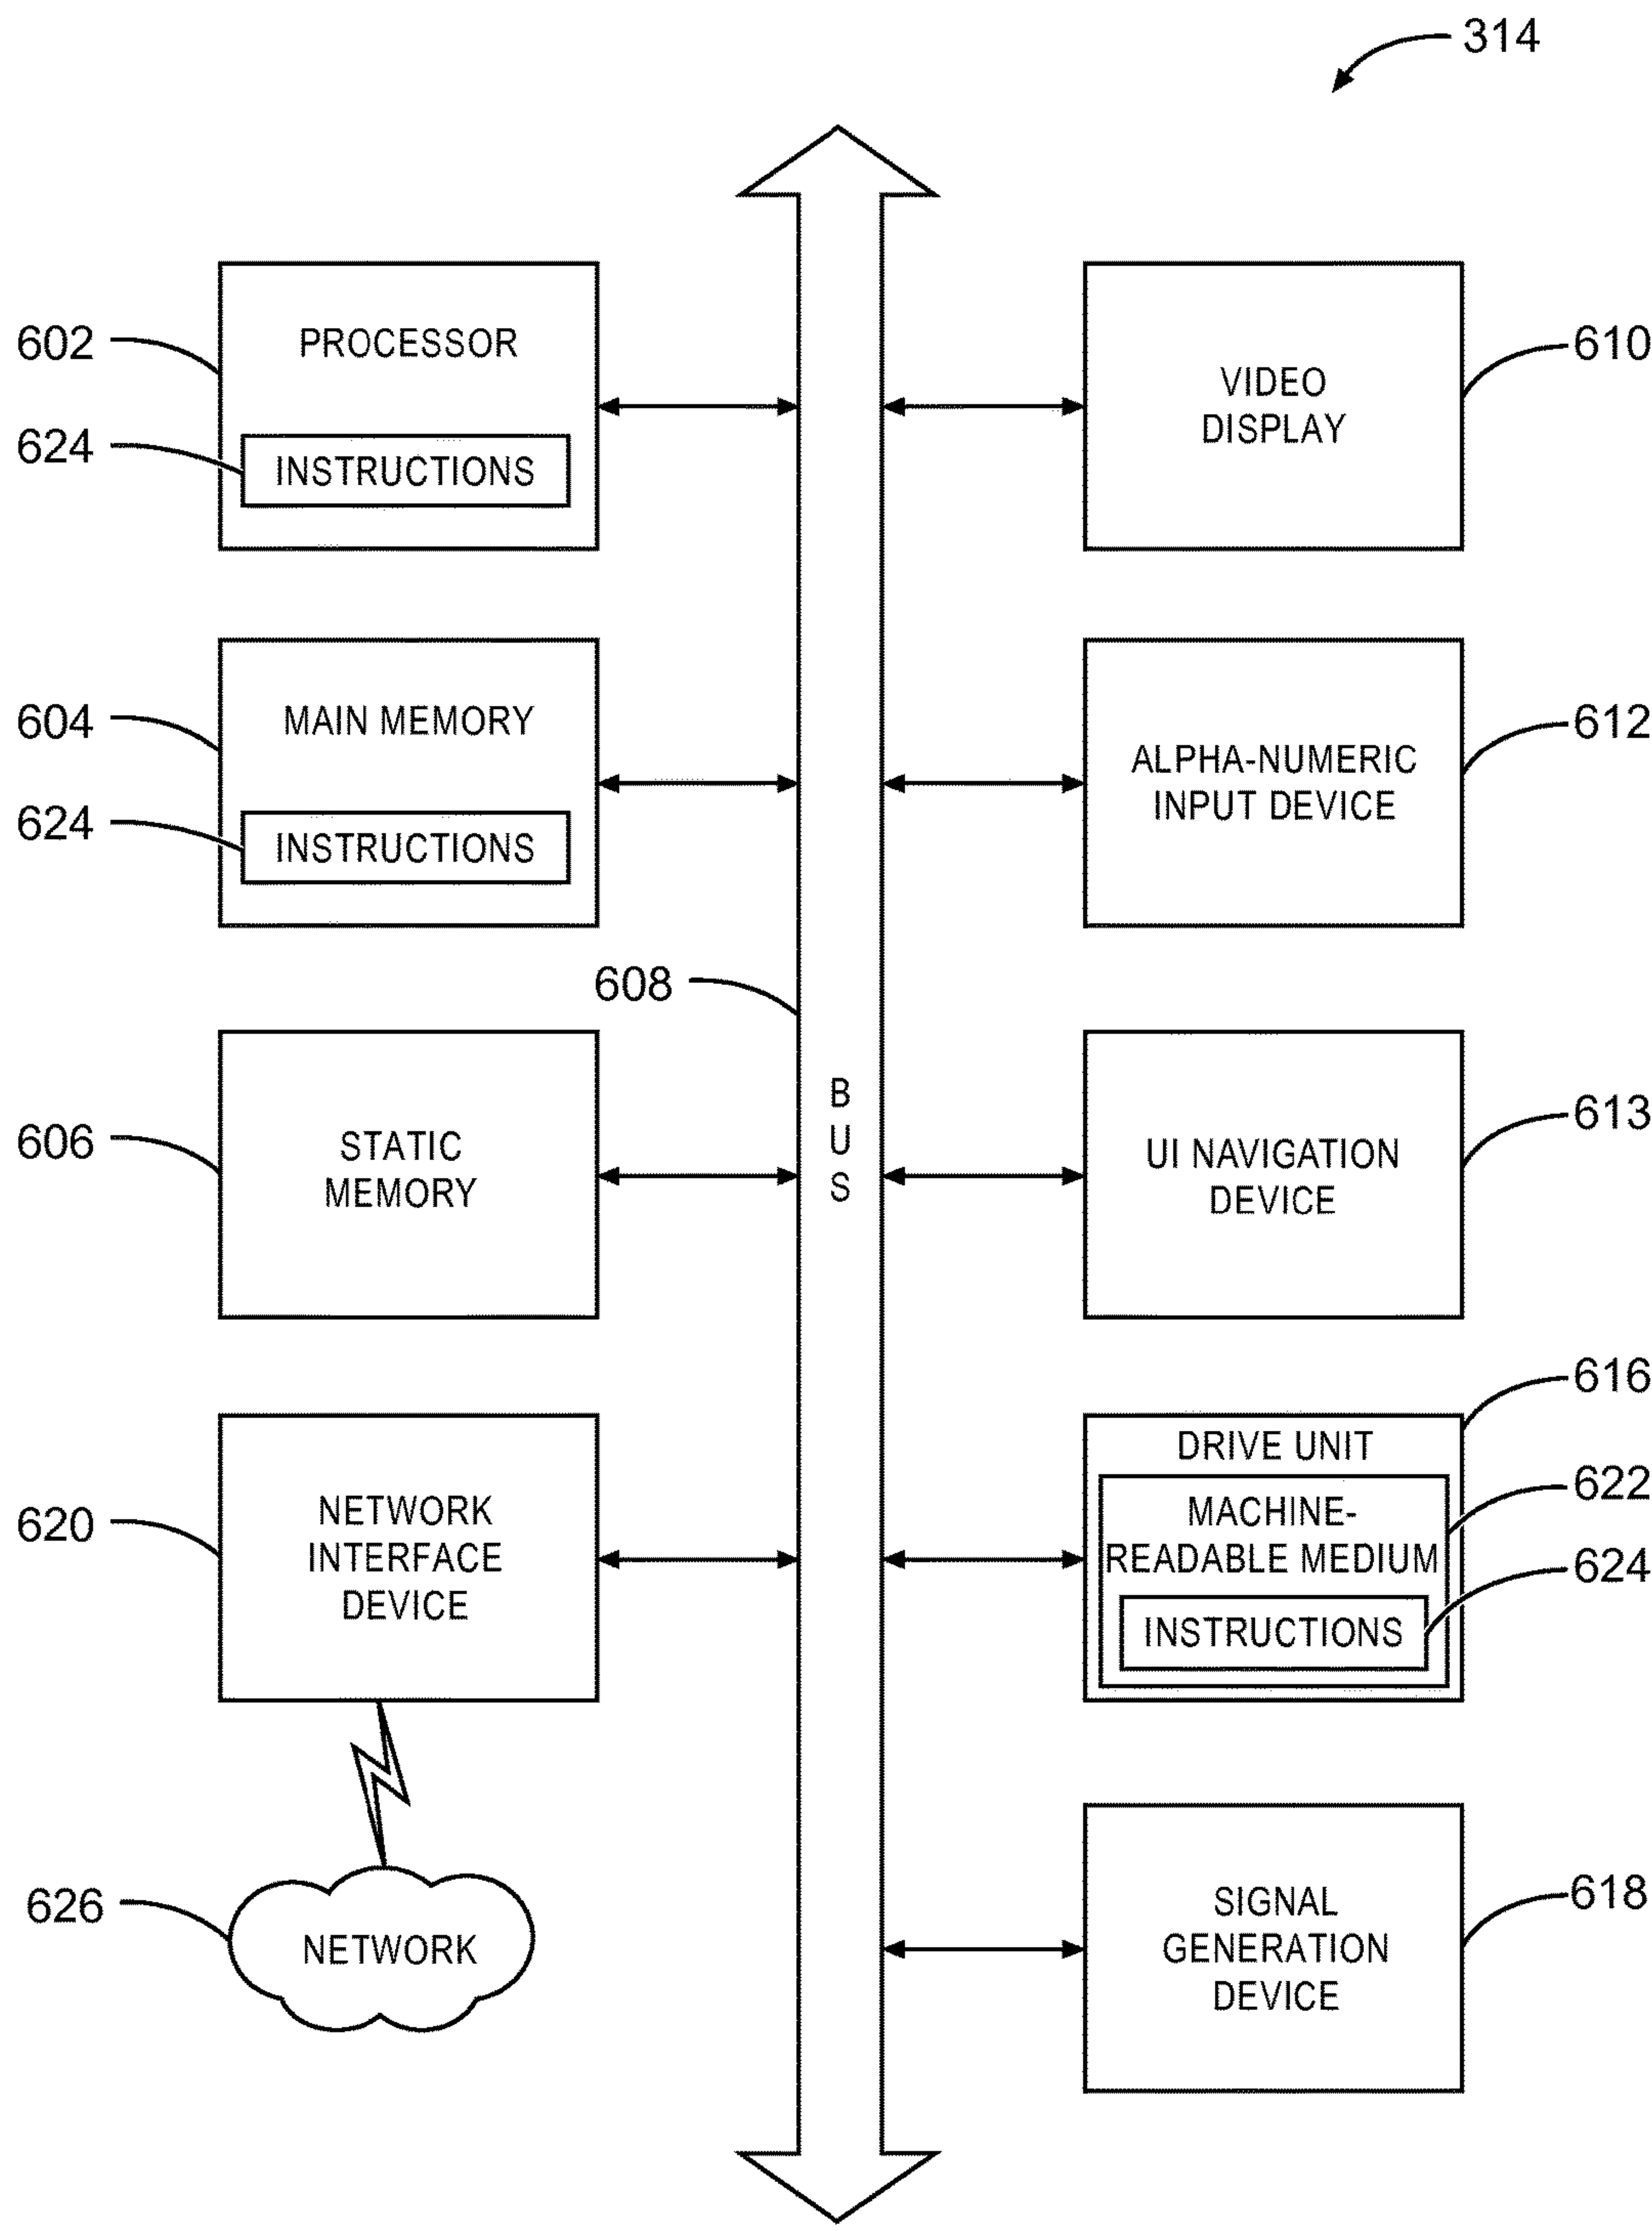 314
602
PROCESSOR
624
INSTRUCTIONS
610
VIDEO
DISPLAY
604
MAIN MEMORY
624
INSTRUCTIONS
612
ALPHA-NUMERIC
INPUT DEVICE
608
BUS
606
STATIC
MEMORY
613
UI NAVIGATION
DEVICE
620
NETWORK
INTERFACE
DEVICE
616
DRIVE UNIT
622
MACHINE-
READABLE MEDIUM
624
INSTRUCTIONS
626
NETWORK
618
SIGNAL
GENERATION
DEVICE